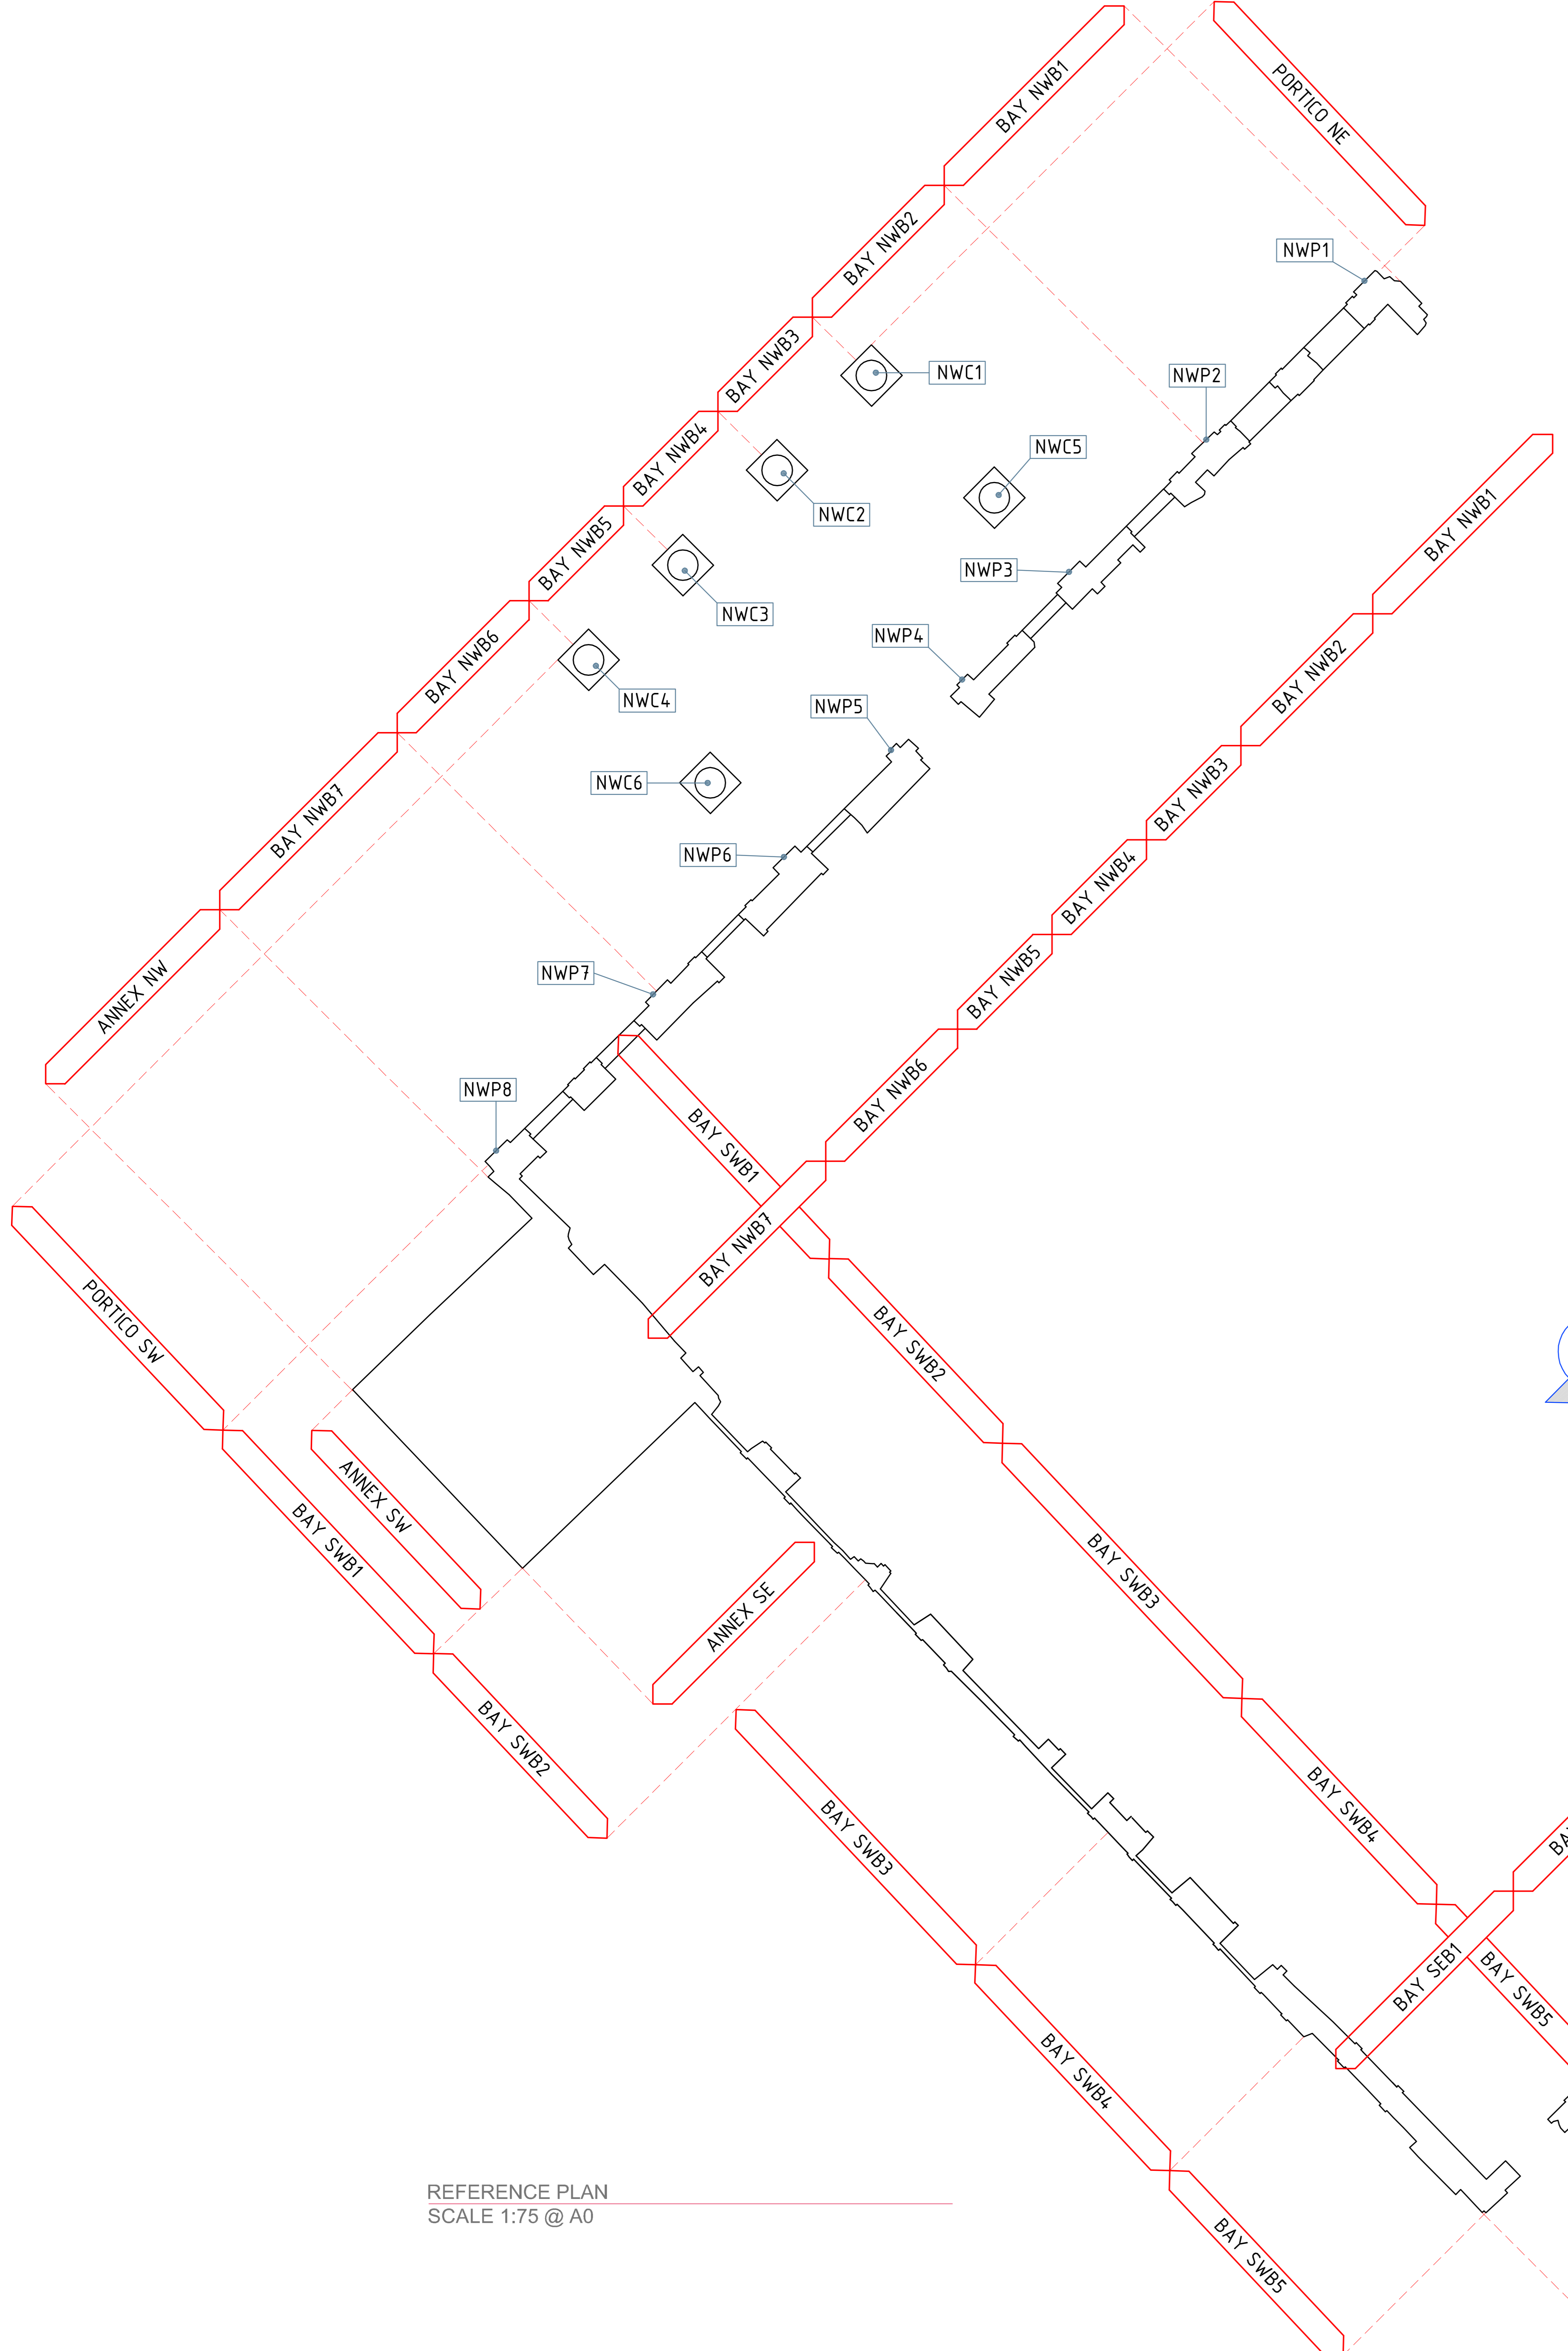 BAY NWB1
PORTICO NE
BAY NWB2
NWP1
BAY NWB3
NWC1
NWP2
BAY NWB4
NWC5
BAY NWB5
NWC2
BAY NWB1
NWP3
NWC3
BAY NWB6
NWP4
BAY NWB2
NWC4
NWP5
BAY NWB3
NWC6
BAY NWB7
NWP6
BAY NWB4
NWP7
BAY NWB5
ANNEX NW
NWP8
BAY NWB6
BAY SWB1
BAY NWB7
PORTICO SW
BAY SWB2
ANNEX SW
BAY SWB1
BAY SWB3
ANNEX SE
BAY SWB2
BAY SWB4
BAY SWB3
BAY SEB1
BAY SWB5
BAY SWB4
REFERENCE PLAN
SCALE 1:75 @ A0
BAY SWB5